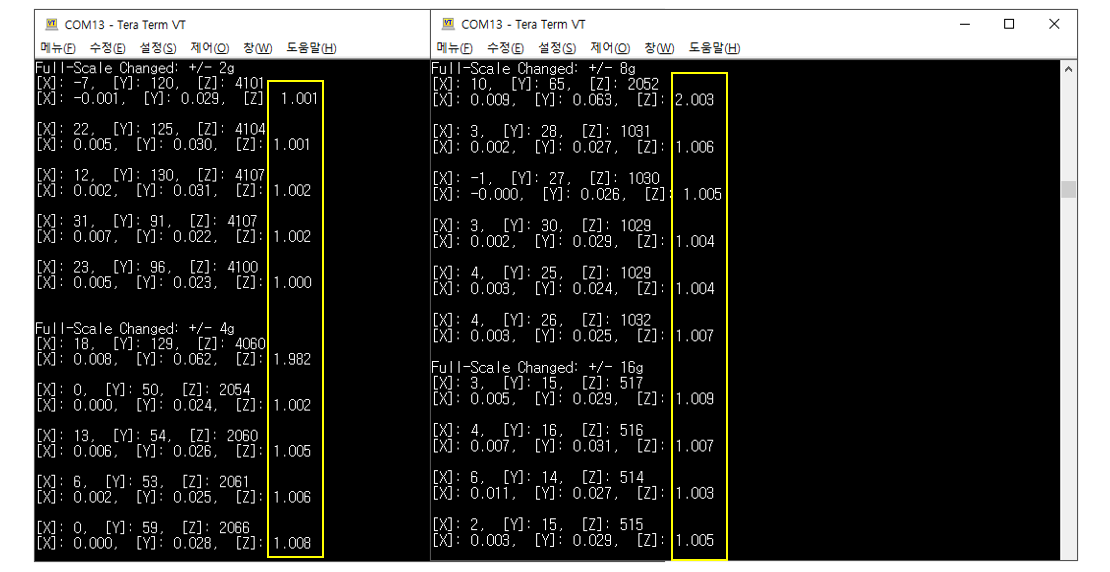 COM13 - Tera Term VT
메뉴(F) 수정(E) 설정(S) 제어(O) 창(W) 도움말(H)
Full-Scale Changed: +/- 2g
[X]: -7, [Y]: 120, [Z]: 4101
[X]: -0.001, [Y]: 0.029, [Z] 1.001
[X]: 22, [Y]: 125, [Z]: 4104
[X]: 0.005, [Y]: 0.030, [Z]: 1.001
[X]: 12, [Y]: 130, [Z]: 4107
[X]: 0.002, [Y]: 0.031, [Z]: 1.002
[X]: 31, [Y]: 91, [Z]: 4107
[X]: 0.007, [Y]: 0.022, [Z]: 1.002
[X]: 23, [Y]: 96, [Z]: 4100
[X]: 0.005, [Y]: 0.023, [Z]: 1.000
Full-Scale Changed: +/- 4g
[X]: 18, [Y]: 129, [Z]: 4060
[X]: 0.008, [Y]: 0.062, [Z]: 1.982
[X]: 0, [Y]: 50, [Z]: 2054
[X]: 0.000, [Y]: 0.024, [Z]: 1.002
[X]: 13, [Y]: 54, [Z]: 2060
[X]: 0.006, [Y]: 0.026, [Z]: 1.005
[X]: 6, [Y]: 53, [Z]: 2061
[X]: 0.002, [Y]: 0.025, [Z]: 1.006
[X]: 0, [Y]: 59, [Z]: 2066
[X]: 0.000, [Y]: 0.028, [Z]: 1.008
COM13 - Tera Term VT
메뉴(F) 수정(E) 설정(S) 제어(O) 창(W) 도움말(H)
Full-Scale Changed: +/- 8g
[X]: 10, [Y]: 65, [Z]: 2052
[X]: 0.009, [Y]: 0.063, [Z]: 2.003
[X]: 3, [Y]: 28, [Z]: 1031
[X]: 0.002, [Y]: 0.027, [Z]: 1.006
[X]: -1, [Y]: 27, [Z]: 1030
[X]: -0.000, [Y]: 0.026, [Z]: 1.005
[X]: 3, [Y]: 30, [Z]: 1029
[X]: 0.002, [Y]: 0.029, [Z]: 1.004
[X]: 4, [Y]: 25, [Z]: 1029
[X]: 0.003, [Y]: 0.024, [Z]: 1.004
[X]: 4, [Y]: 26, [Z]: 1032
[X]: 0.003, [Y]: 0.025, [Z]: 1.007
Full-Scale Changed: +/- 16g
[X]: 3, [Y]: 15, [Z]: 517
[X]: 0.005, [Y]: 0.029, [Z]: 1.009
[X]: 4, [Y]: 16, [Z]: 516
[X]: 0.007, [Y]: 0.031, [Z]: 1.007
[X]: 6, [Y]: 14, [Z]: 514
[X]: 0.011, [Y]: 0.027, [Z]: 1.003
[X]: 2, [Y]: 15, [Z]: 515
[X]: 0.003, [Y]: 0.029, [Z]: 1.005